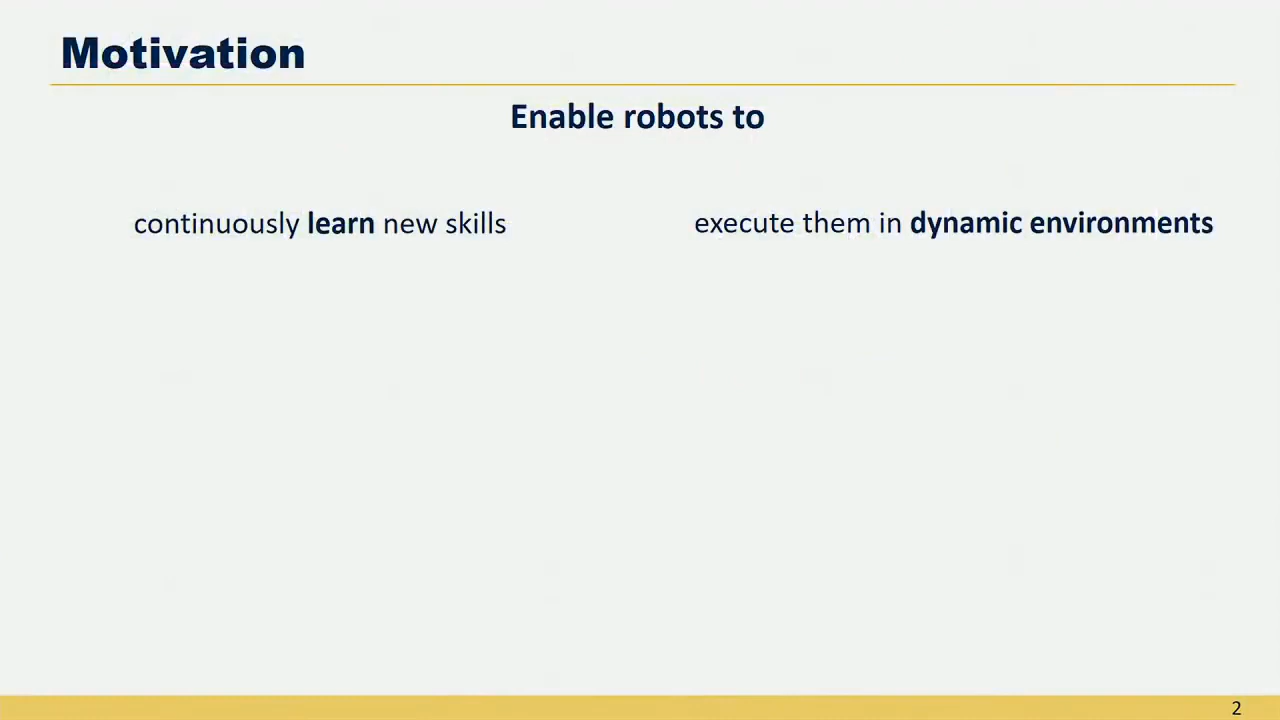 Motivation
Enable robots to
continuously learn new skills
execute them in dynamic environments
2